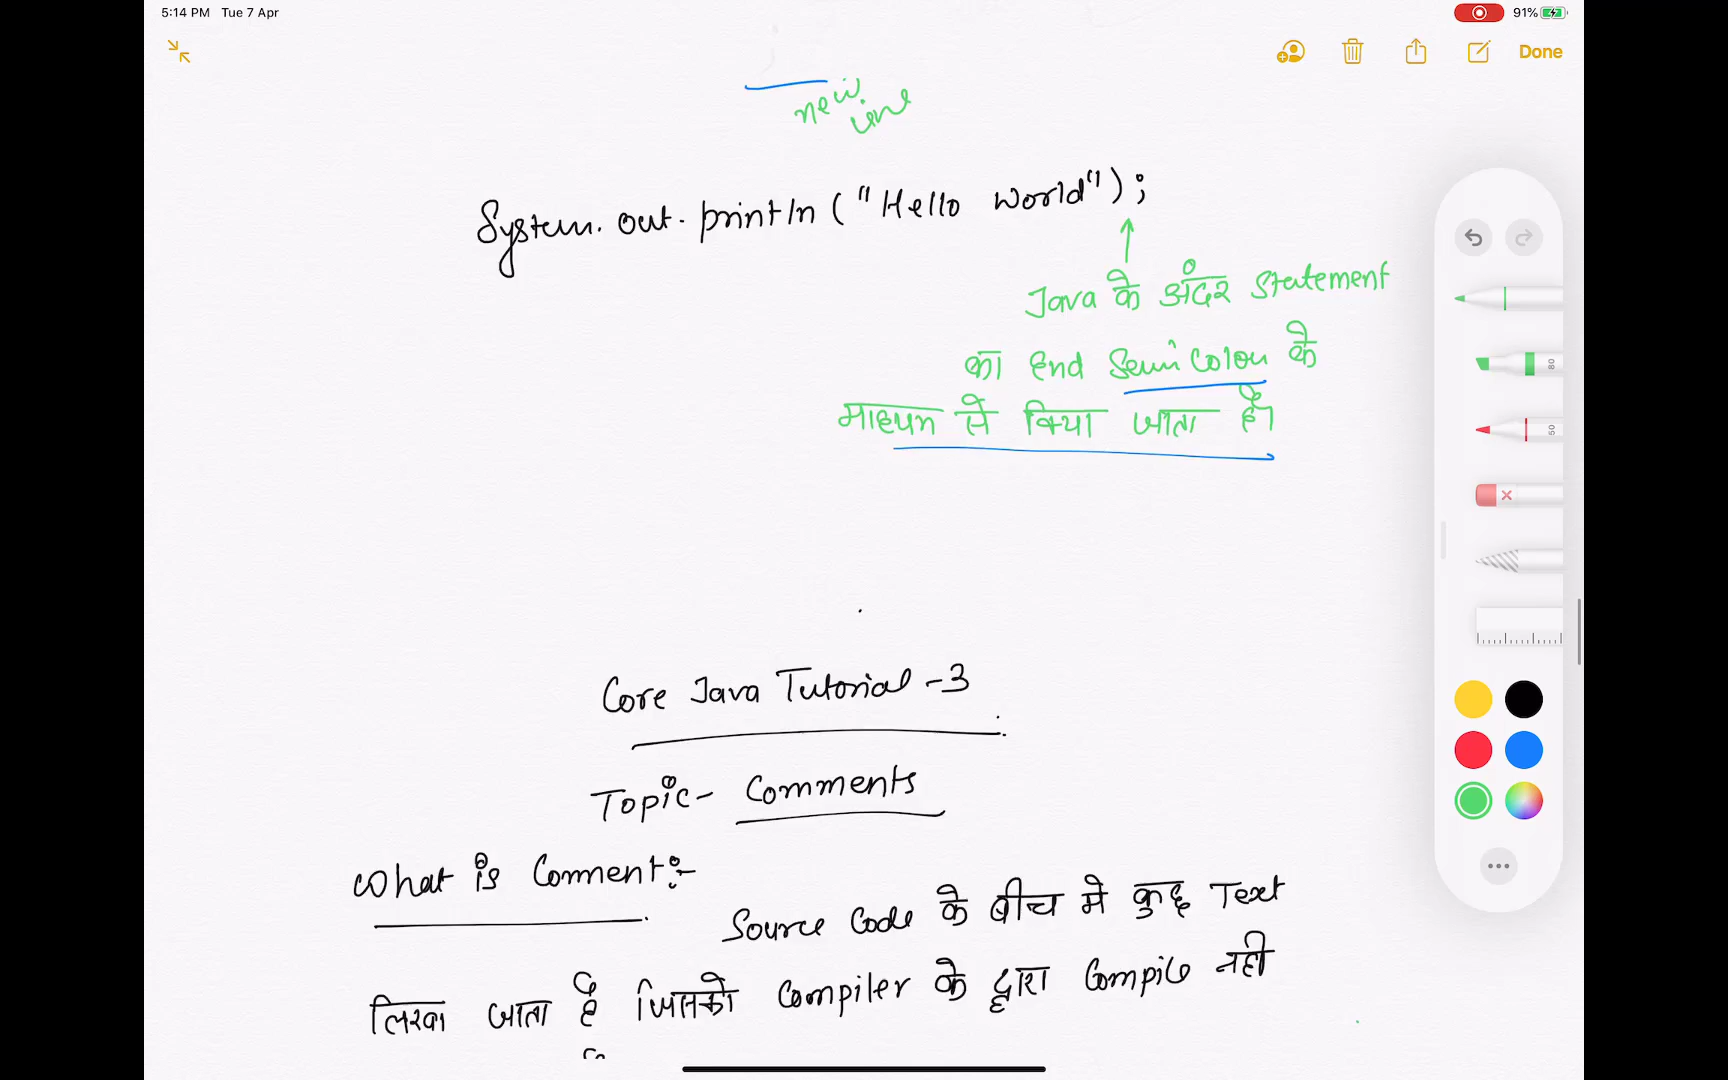 5:14 PM Tue 7 Apr
91%
Done
new line
System.out.println("Hello world");
Java के अंदर Statement
का End Semi Colon के
माध्यम से किया जाता है।
80
50
Core Java Tutorial -3
Topic- Comments
What is Comment:-
Source Code के बीच मे कुछ Text
लिखा जाता है जिसको Compiler के द्वारा Compile नही